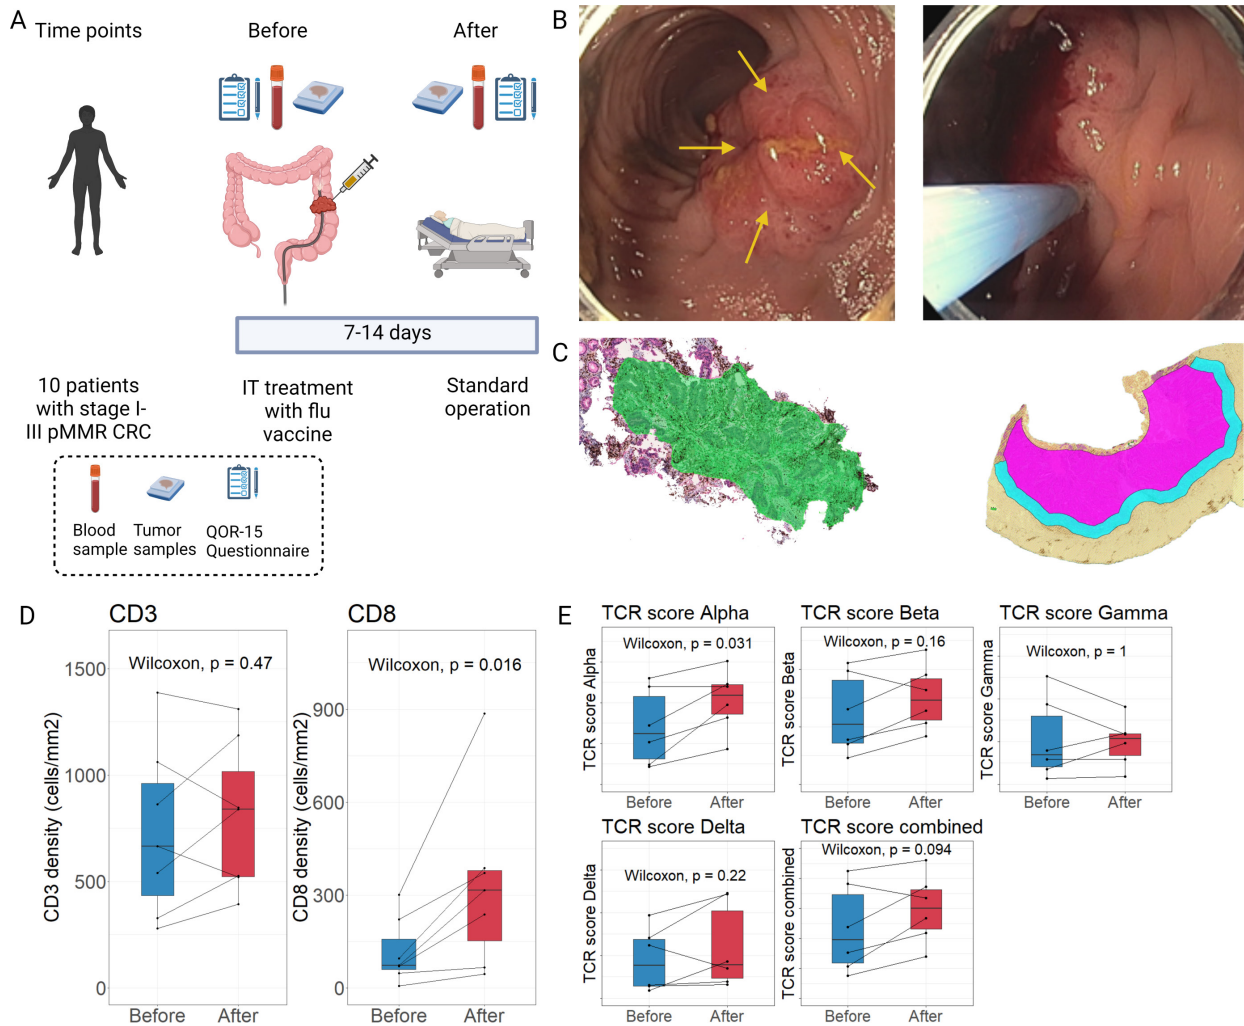 A
Time points
Before
After
7-14 days
10 patients
with stage I-
III pMMR CRC
IT treatment
with flu
vaccine
Standard
operation
Blood
sample
Tumor
samples
QOR-15
Questionnaire
B
C
D
CD3
CD3 density (cells/mm2)
1500
1000
500
0
Wilcoxon, p = 0.47
Before
After
CD8
CD8 density (cells/mm2)
900
600
300
0
Wilcoxon, p = 0.016
Before
After
E
TCR score Alpha
TCR score Alpha
Wilcoxon, p = 0.031
Before
After
TCR score Beta
TCR score Beta
Wilcoxon, p = 0.16
Before
After
TCR score Gamma
TCR score Gamma
Wilcoxon, p = 1
Before
After
TCR score Delta
TCR score Delta
Wilcoxon, p = 0.22
Before
After
TCR score combined
TCR score combined
Wilcoxon, p = 0.094
Before
After